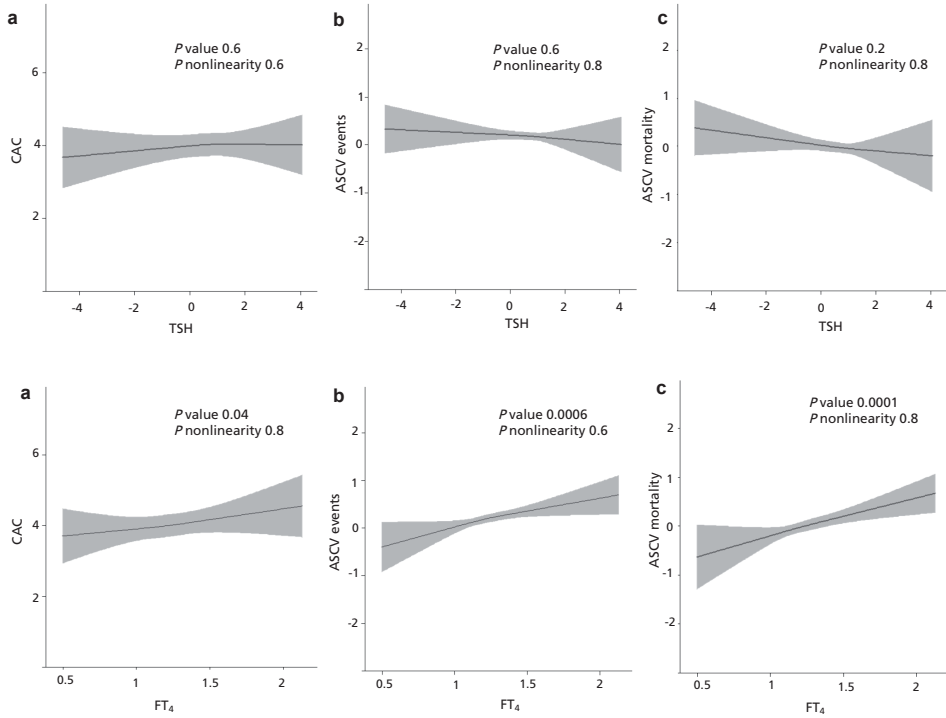 a
P value 0.6
P nonlinearity 0.6
6
4
2
CAC
-4
-2
0
2
4
TSH
b
P value 0.6
P nonlinearity 0.8
2
1
0
-1
-2
ASCV events
-4
-2
0
2
4
TSH
c
P value 0.2
P nonlinearity 0.8
2
1
0
-1
-2
ASCV mortality
-4
-2
0
2
4
TSH
a
P value 0.04
P nonlinearity 0.8
6
4
2
CAC
0.5
1
1.5
2
FT4
b
P value 0.0006
P nonlinearity 0.6
2
1
0
-1
-2
ASCV events
0.5
1
1.5
2
FT4
c
P value 0.0001
P nonlinearity 0.8
2
1
0
-1
-2
ASCV mortality
0.5
1
1.5
2
FT4